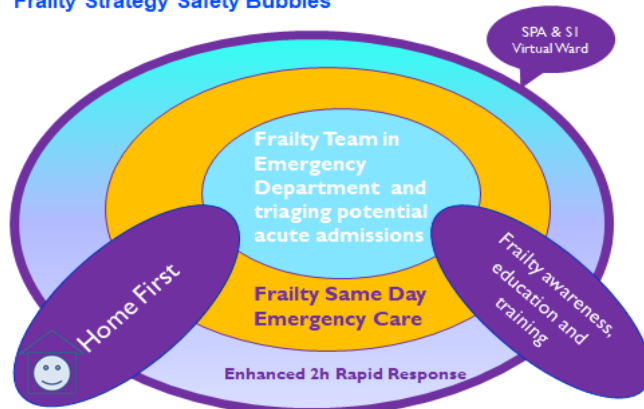 Frailty Strategy Safety Bubbles
SPA & SI
Virtual Ward
Frailty Team in
Emergency
Department and
triaging potential
acute admissions
Home First
Frailty awareness,
education and
training
Frailty Same Day
Emergency Care
Enhanced 2h Rapid Response